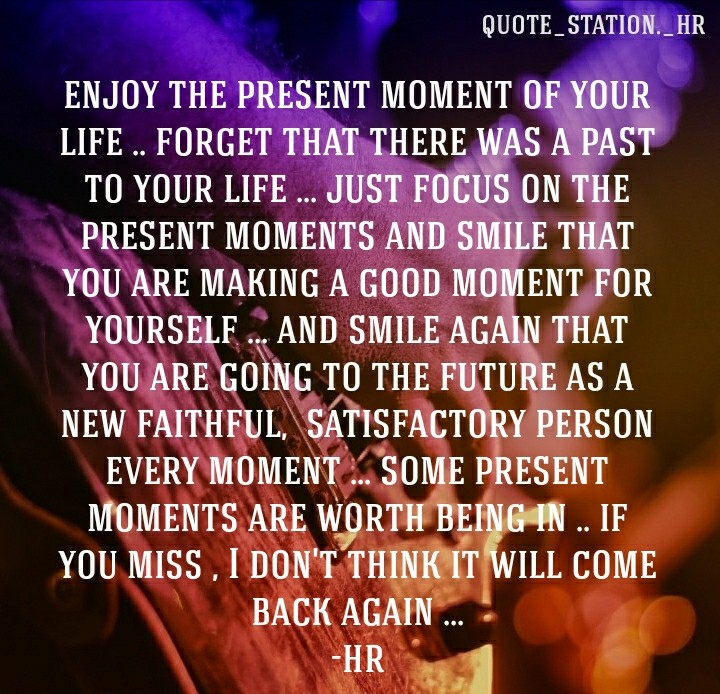 QUOTE_STATION._HR
ENJOY THE PRESENT MOMENT OF YOUR
LIFE .. FORGET THAT THERE WAS A PAST
TO YOUR LIFE ... JUST FOCUS ON THE
PRESENT MOMENTS AND SMILE THAT
YOU ARE MAKING A GOOD MOMENT FOR
YOURSELF ... AND SMILE AGAIN THAT
YOU ARE GOING TO THE FUTURE AS A
NEW FAITHFUL, SATISFACTORY PERSON
EVERY MOMENT ... SOME PRESENT
MOMENTS ARE WORTH BEING IN .. IF
YOU MISS , I DON'T THINK IT WILL COME
BACK AGAIN ...
-HR